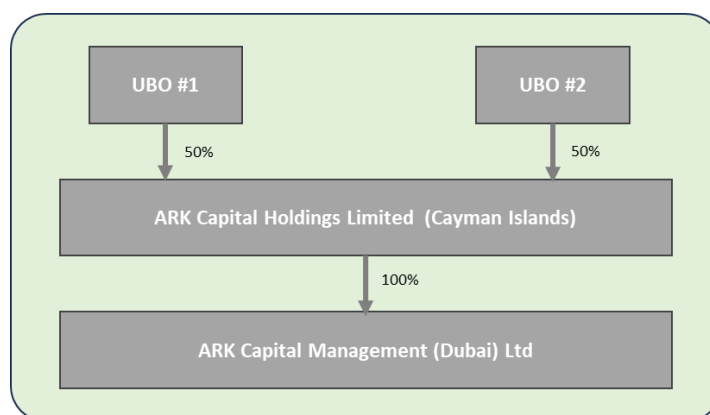 UBO #1
UBO #2
50%
50%
ARK Capital Holdings Limited (Cayman Islands)
100%
ARK Capital Management (Dubai) Ltd